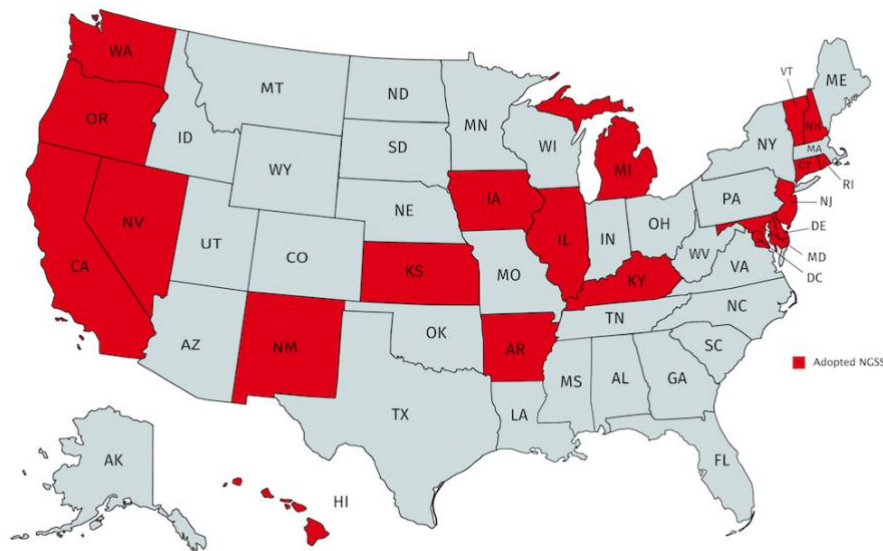 WA
MT
ND
MN
VT
ME
OR
ID
SD
WI
MI
NY
NH
MA
CT
RI
WY
NV
UT
NE
IA
IL
IN
OH
PA
NJ
DE
MD
DC
CA
CO
KS
MO
KY
WV
VA
AZ
NM
OK
AR
TN
NC
SC
TX
LA
MS
AL
GA
FL
AK
HI
Adopted NGSS